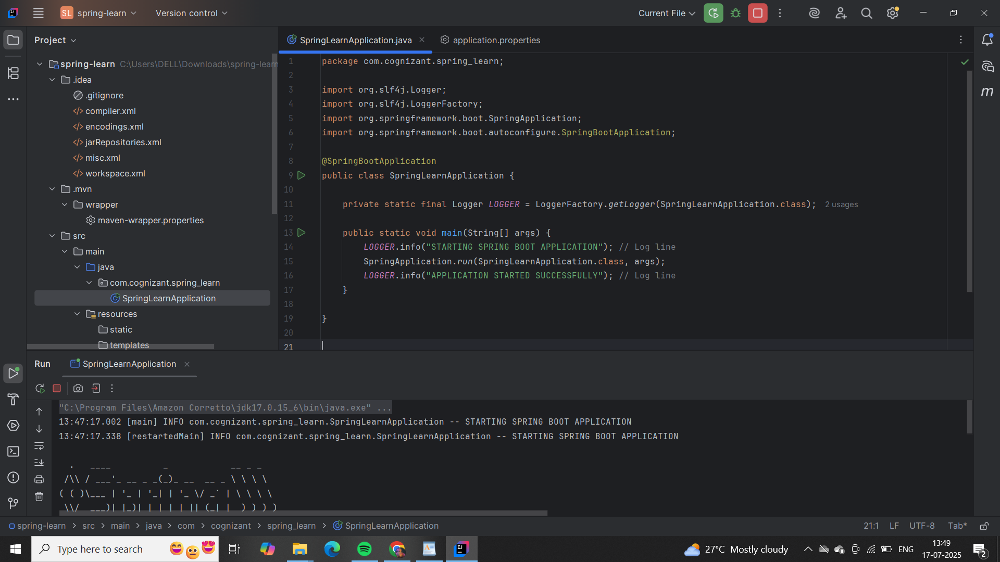 SL spring-learn Version control Current File
Project
SpringLearnApplication.java application.properties
spring-learn C:\Users\DELL\Downloads\spring-learn
.idea
.gitignore
compiler.xml
encodings.xml
jarRepositories.xml
misc.xml
workspace.xml
.mvn
wrapper
maven-wrapper.properties
src
main
java
com.cognizant.spring_learn
SpringLearnApplication
resources
static
templates
1 package com.cognizant.spring_learn;
2
3 import org.slf4j.Logger;
4 import org.slf4j.LoggerFactory;
5 import org.springframework.boot.SpringApplication;
6 import org.springframework.boot.autoconfigure.SpringBootApplication;
7
8 @SpringBootApplication
9 public class SpringLearnApplication {
10
11 private static final Logger LOGGER = LoggerFactory.getLogger(SpringLearnApplication.class); 2 usages
12
13 public static void main(String[] args) {
14 LOGGER.info("STARTING SPRING BOOT APPLICATION"); // Log line
15 SpringApplication.run(SpringLearnApplication.class, args);
16 LOGGER.info("APPLICATION STARTED SUCCESSFULLY"); // Log line
17 }
18
19 }
20
21
m
Run SpringLearnApplication
"C:\Program Files\Amazon Corretto\jdk17.0.15_6\bin\java.exe" ...
13:47:17.002 [main] INFO com.cognizant.spring_learn.SpringLearnApplication -- STARTING SPRING BOOT APPLICATION
13:47:17.338 [restartedMain] INFO com.cognizant.spring_learn.SpringLearnApplication -- STARTING SPRING BOOT APPLICATION
  .   ____          _            __ _ _
 /\\ / ___'_ __ _ _(_)_ __  __ _ \ \ \ \
( ( )\___ | '_ | '_| | '_ \/ _` | \ \ \ \
 \\/  ___)| |_)| | | | | || (_| |  ) ) ) )
spring-learn > src > main > java > com > cognizant > spring_learn > SpringLearnApplication 21:1 LF UTF-8 Tab*
Type here to search 27°C Mostly cloudy ENG 13:49
17-07-2025 2